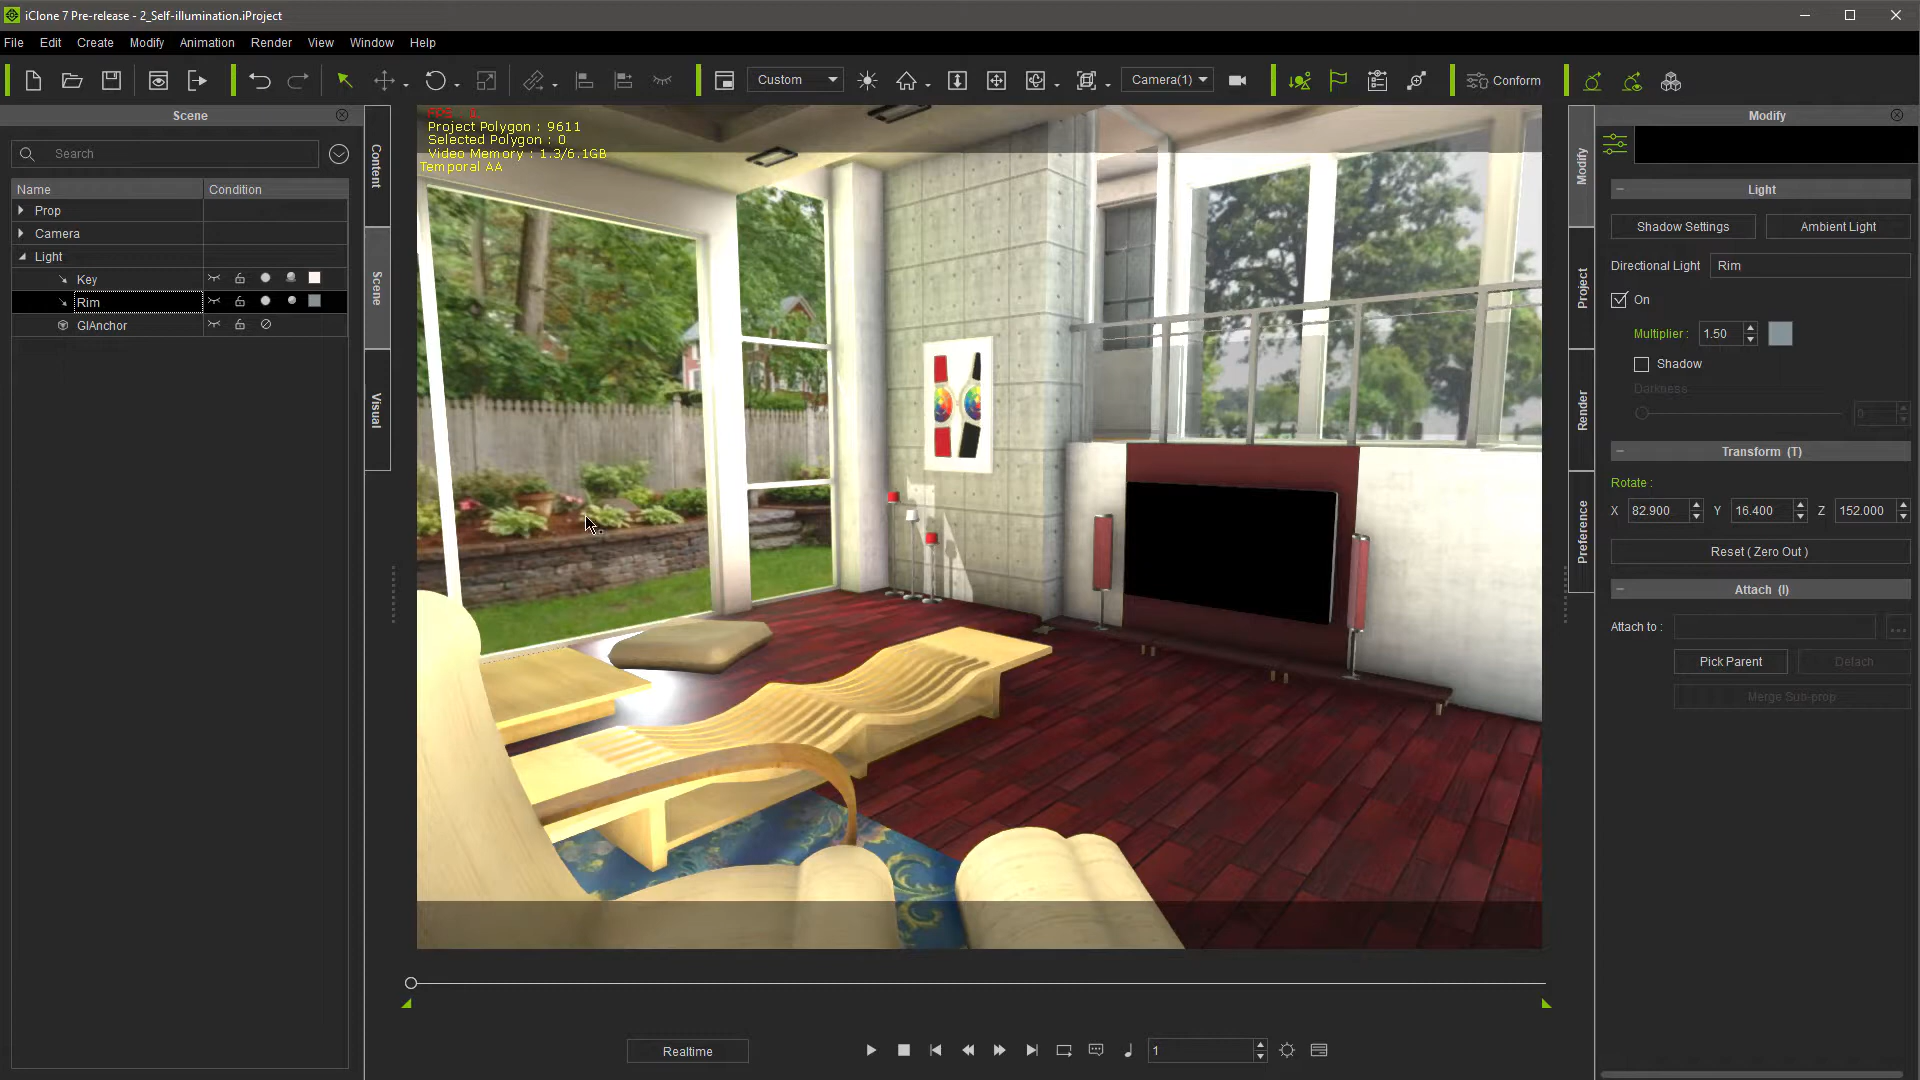 iClone 7 Pre-release - 2_Self-illumination.iProject
File Edit Create Modify Animation Render View Window Help
Custom
Camera(1)
Conform
Scene
Search
Name Condition
Prop
Camera
Light
Key
Rim
GIAnchor
Content
Scene
Visual
Project Polygon : 9611
Selected Polygon : 0
Video Memory : 1.3/6.1GB
Temporal AA
Realtime
1
Modify
Project
Render
Preference
Modify
Light
Shadow Settings Ambient Light
Directional Light Rim
On
Multiplier : 1.50
Shadow
Darkness
0
Transform (T)
Rotate :
X 82.900 Y 16.400 Z 152.000
Reset ( Zero Out )
Attach (I)
Attach to : ...
Pick Parent Detach
Merge Sub-prop